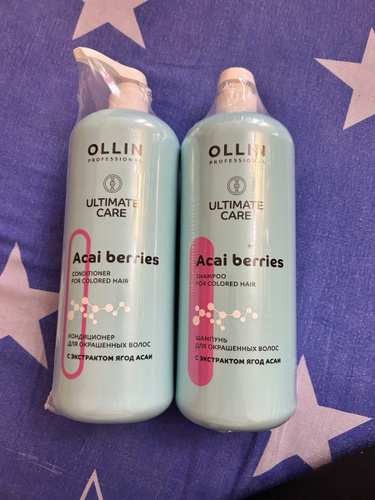 OLLIN
PROFESSIONAL
ULTIMATE
CARE
Acai berries
CONDITIONER
FOR COLORED HAIR
КОНДИЦИОНЕР
ДЛЯ ОКРАШЕННЫХ ВОЛОС
С ЭКСТРАКТОМ ЯГОД АСАИ
OLLIN
PROFESSIONAL
ULTIMATE
CARE
Acai berries
SHAMPOO
FOR COLORED HAIR
ШАМПУНЬ
ДЛЯ ОКРАШЕННЫХ ВОЛОС
С ЭКСТРАКТОМ ЯГОД АСАИ